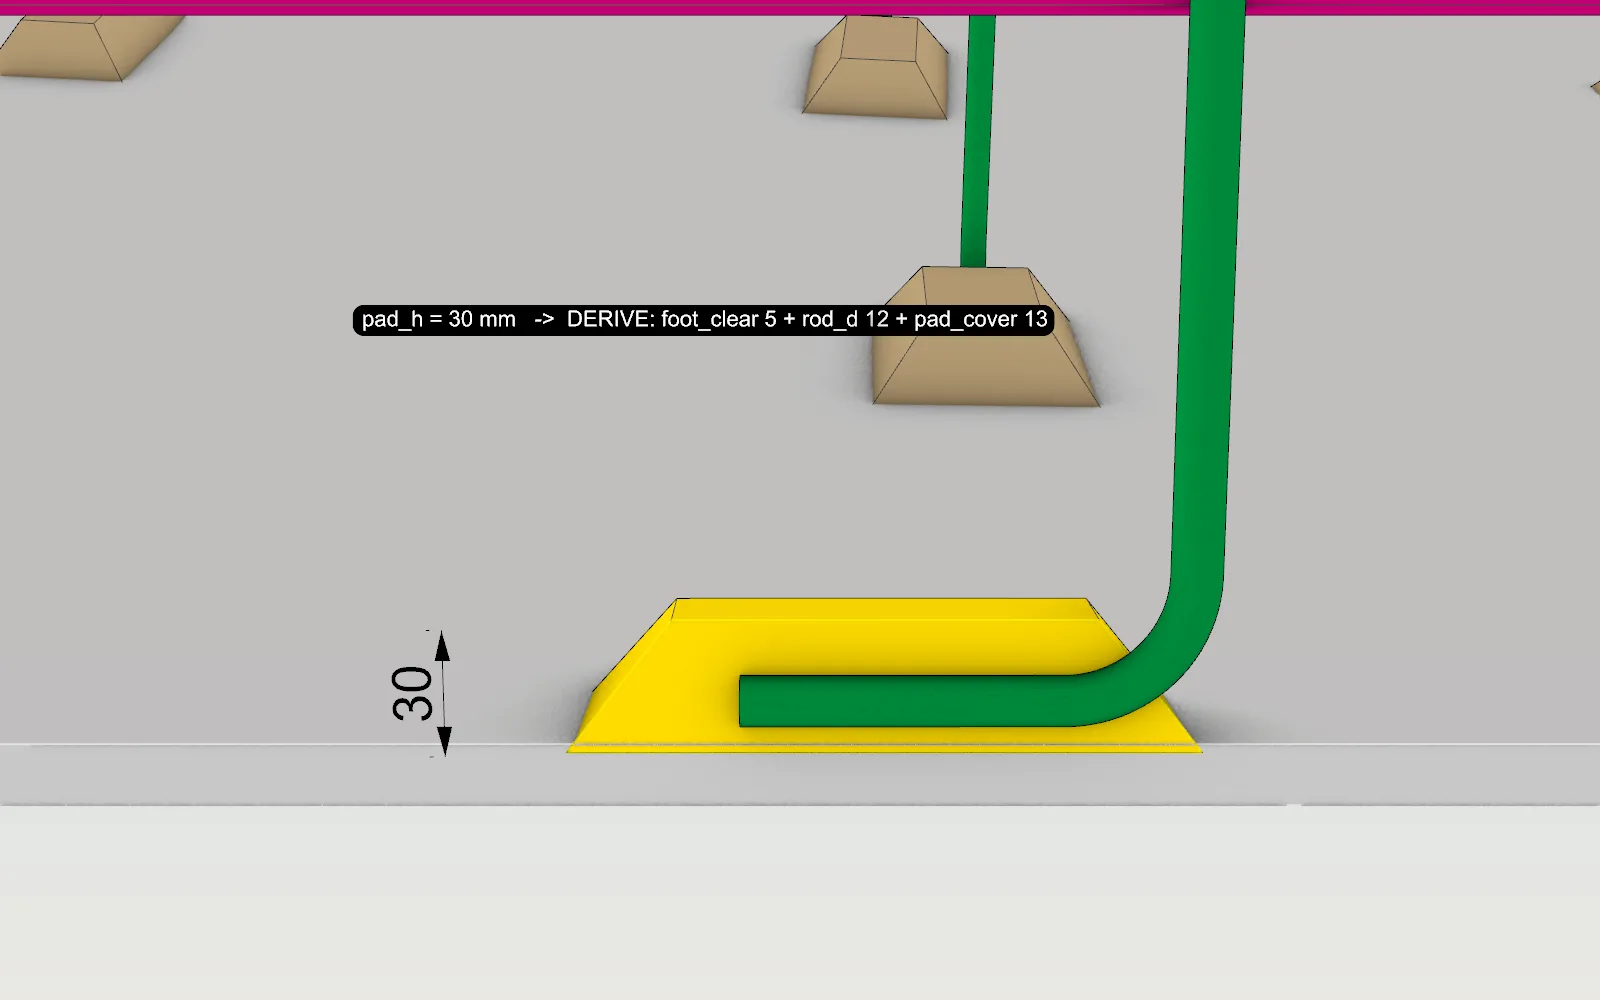 pad_h = 30 mm -> DERIVE: foot_clear 5 + rod_d 12 + pad_cover 13
30